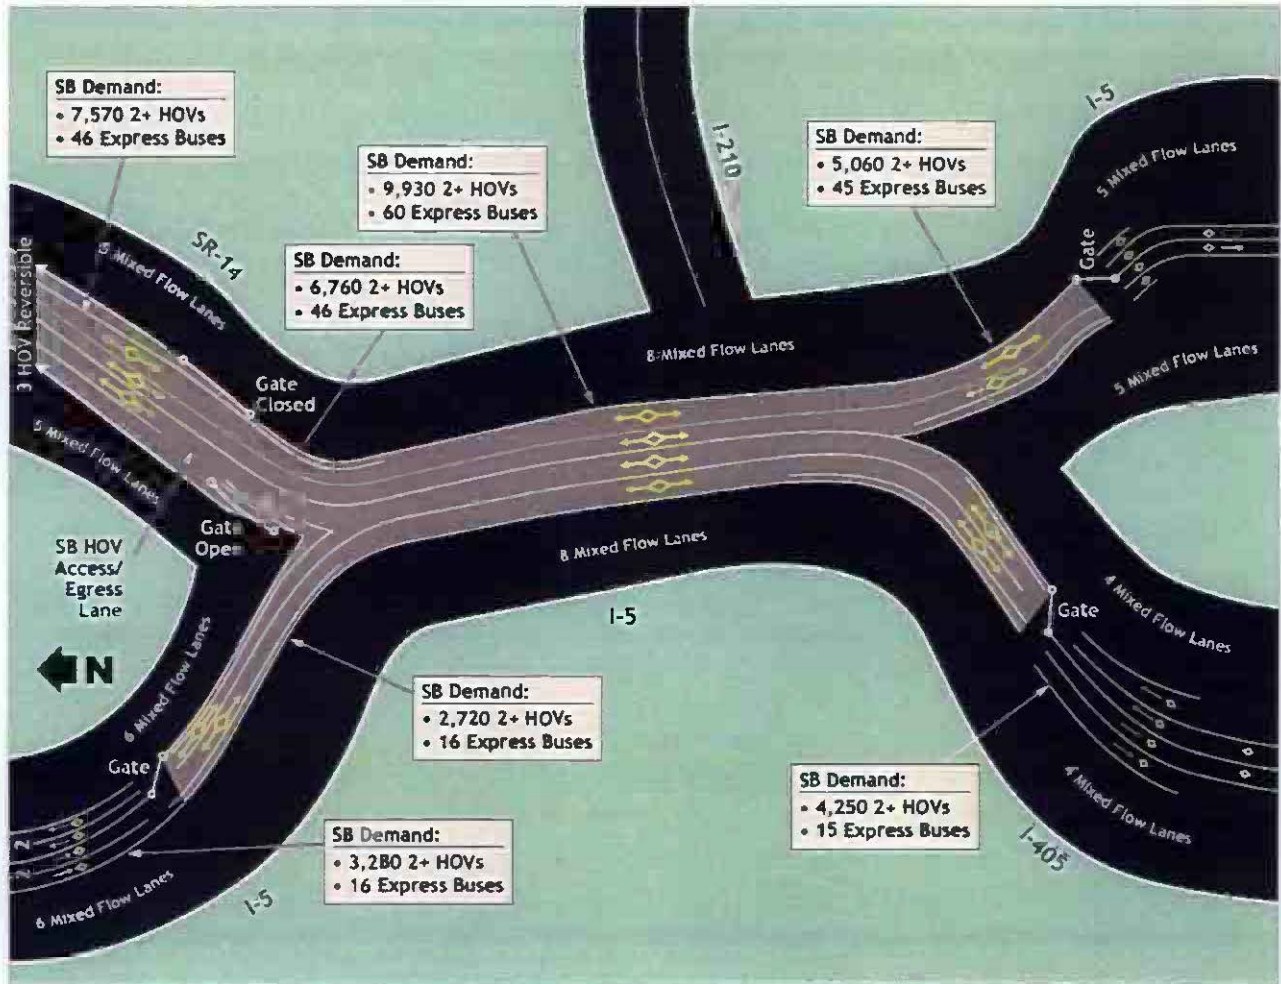 SB Demand:
• 7,570 2+ HOVs
• 46 Express Buses
SB Demand:
• 9,930 2+ HOVs
• 60 Express Buses
SB Demand:
• 5,060 2+ HOVs
• 45 Express Buses
I-5
I-210
5 Mixed Flow Lanes
SR-14
5 Mixed Flow Lanes
3 HOV Reversible
SB Demand:
• 6,760 2+ HOVs
• 46 Express Buses
Gate
8 Mixed Flow Lanes
5 Mixed Flow Lanes
Gate
Closed
5 Mixed Flow Lanes
Gate
Open
8 Mixed Flow Lanes
SB HOV
Access/
Egress
Lane
I-5
4 Mixed Flow Lanes
Gate
N
6 Mixed Flow Lanes
SB Demand:
• 2,720 2+ HOVs
• 16 Express Buses
Gate
SB Demand:
• 4,250 2+ HOVs
• 15 Express Buses
4 Mixed Flow Lanes
I-405
2
2
SB Demand:
• 3,280 2+ HOVs
• 16 Express Buses
6 Mixed Flow Lanes
I-5